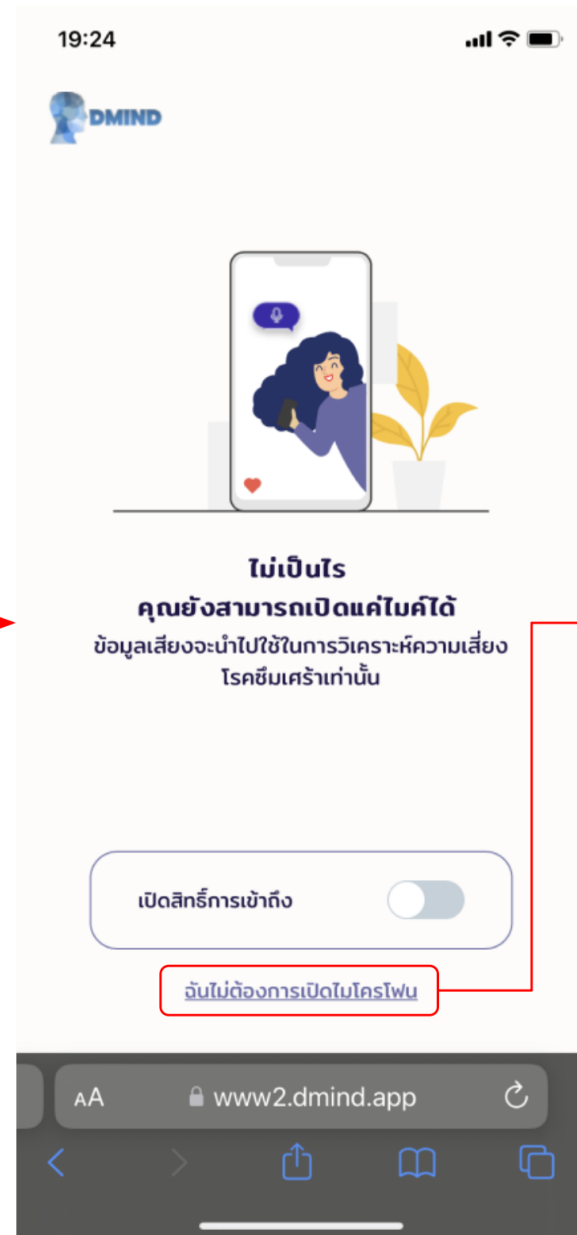 19:24
DMIND
ไม่เป็นไร
คุณยังสามารถเปิดแค่ไมค์ได้
ข้อมูลเสียงจะนำไปใช้ในการวิเคราะห์ความเสี่ยง
โรคซึมเศร้าเท่านั้น
เปิดสิทธิ์การเข้าถึง
ฉันไม่ต้องการเปิดไมโครโฟน
AA www2.dmind.app